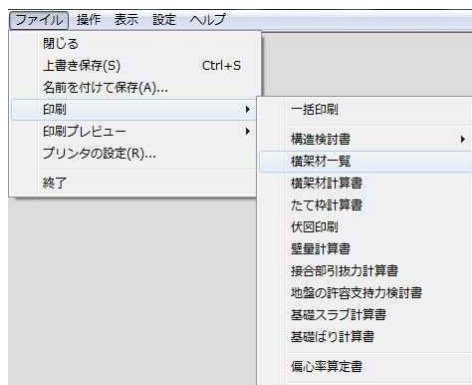 ファイル 操作 表示 設定 ヘルプ
閉じる
上書き保存(S) Ctrl+S
名前を付けて保存(A)...
印刷
印刷プレビュー
プリンタの設定(R)...
終了
一括印刷
構造検討書
横架材一覧
横架材計算書
たて枠計算書
伏図印刷
壁量計算書
接合部引抜力計算書
地盤の許容支持力検討書
基礎スラブ計算書
基礎ばり計算書
偏心率算定書